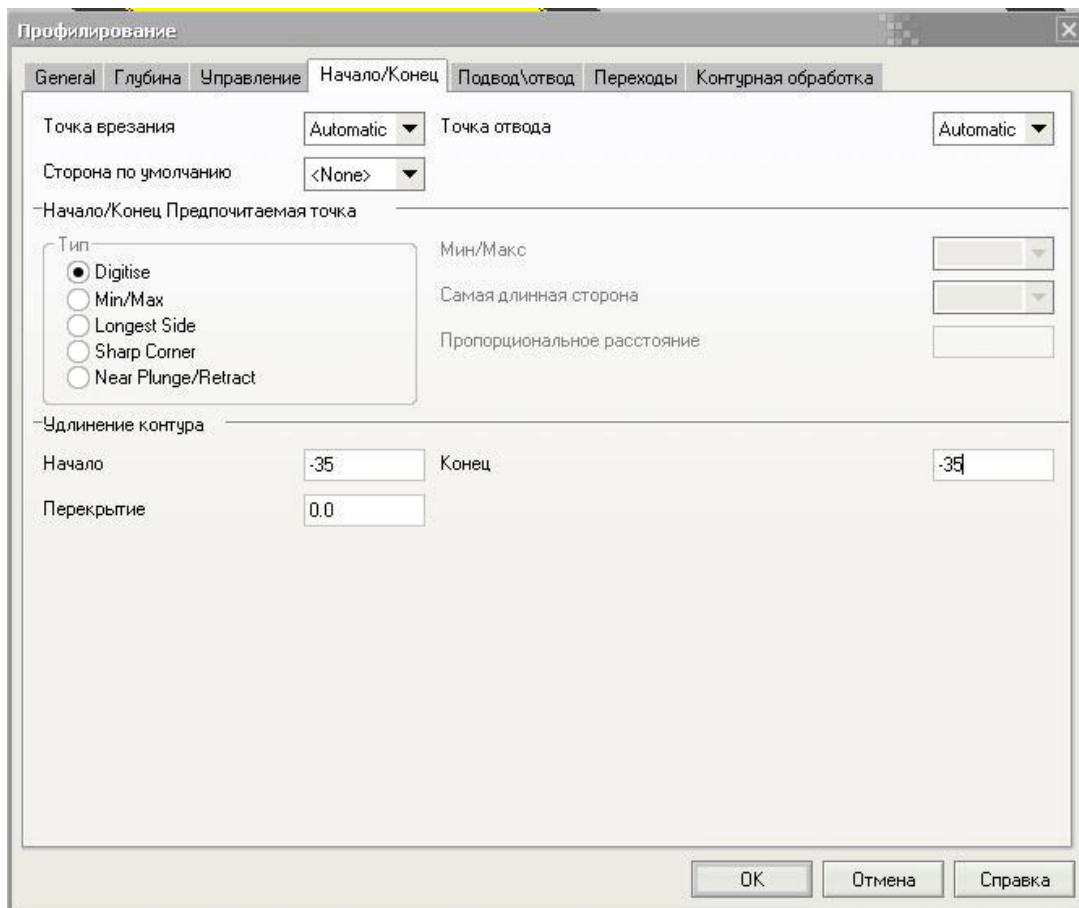 Профилирование
General Глубина Управление Начало/Конец Подвод\отвод Переходы Контурная обработка
Точка врезания Automatic Точка отвода Automatic
Сторона по умолчанию <None>
Начало/Конец Предпочитаемая точка
Тип
Digitise
Min/Max
Longest Side
Sharp Corner
Near Plunge/Retract
Мин/Макс
Самая длинная сторона
Пропорциональное расстояние
Удлинение контура
Начало -35 Конец -35
Перекрытие 0.0
OK Отмена Справка